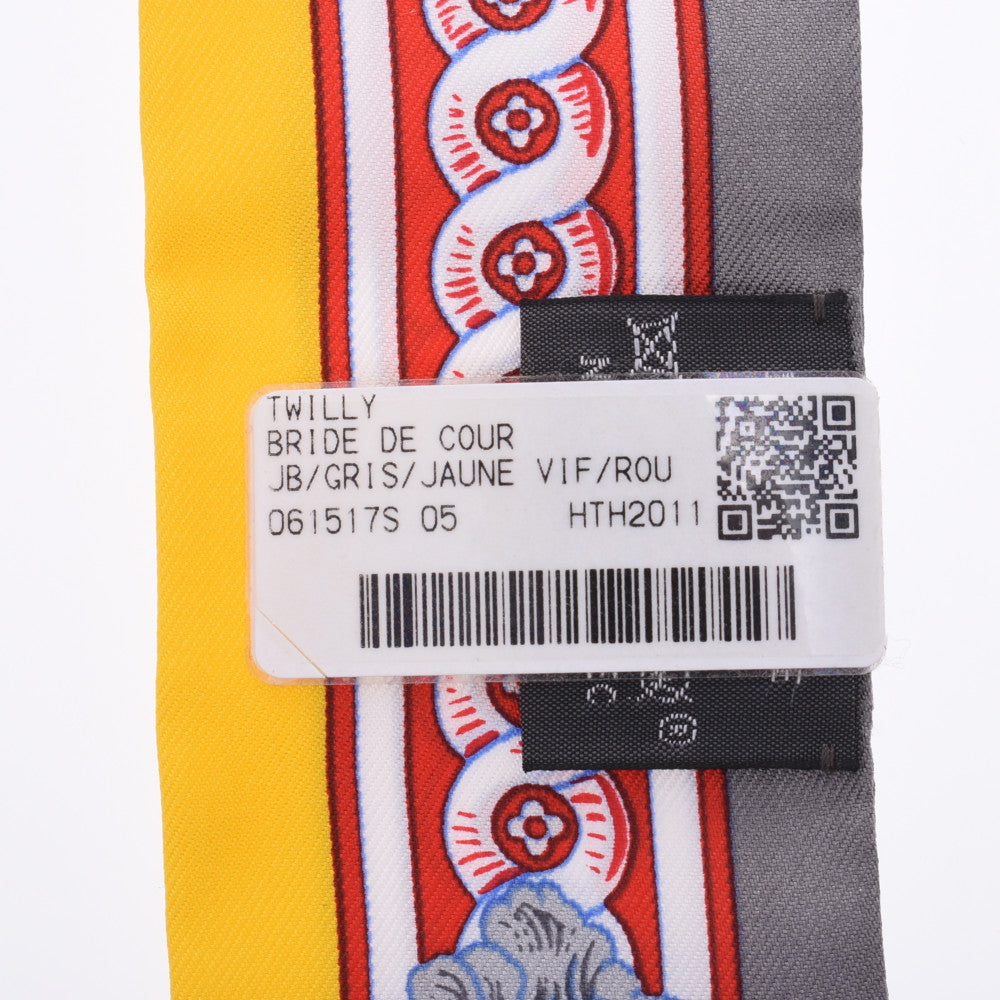 TWILLY
BRIDE DE COUR
JB/GRIS/JAUNE VIF/ROU
061517S 05 HTH2011